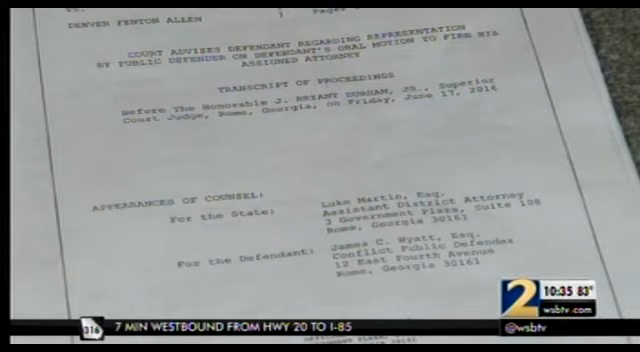 vs.
DENVER FENTON ALLEN
)
Pages
COURT ADVISES DEFENDANT REGARDING REPRESENTATION
BY PUBLIC DEFENDER ON DEFENDANT'S ORAL MOTION TO FIRE HIS
ASSIGNED ATTORNEY
TRANSCRIPT OF PROCEEDINGS
Before The Honorable J. BRYANT DURHAM, JR., Superior
Court Judge, Rome, Georgia, on Friday, June 17, 2016
APPEARANCES OF COUNSEL:
For the State:
Luke Martin, Esq.
Assistant District Attorney
3 Government Plaza, Suite 108
Rome, Georgia 30161
For the Defendant:
James C. Wyatt, Esq.
Conflict Public Defender
12 East Fourth Avenue
Rome, Georgia 30161
2
10:35 83°
wsbtv.com
@wsbtv
316
7 MIN WESTBOUND FROM HWY 20 TO I-85